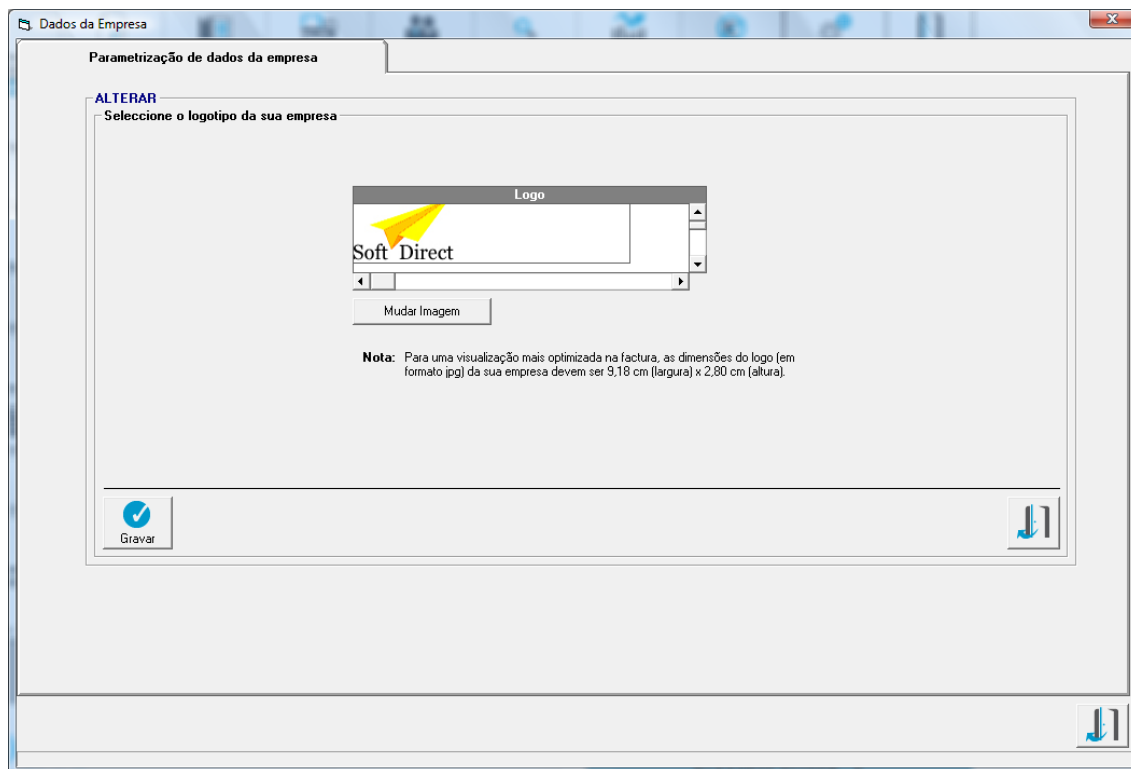 Dados da Empresa
Parametrização de dados da empresa
ALTERAR
Seleccione o logotipo da sua empresa
Logo
Soft Direct
Mudar Imagem
Nota: Para uma visualização mais optimizada na factura, as dimensões do logo (em
formato jpg) da sua empresa devem ser 9,18 cm (largura) x 2,80 cm (altura).
Gravar